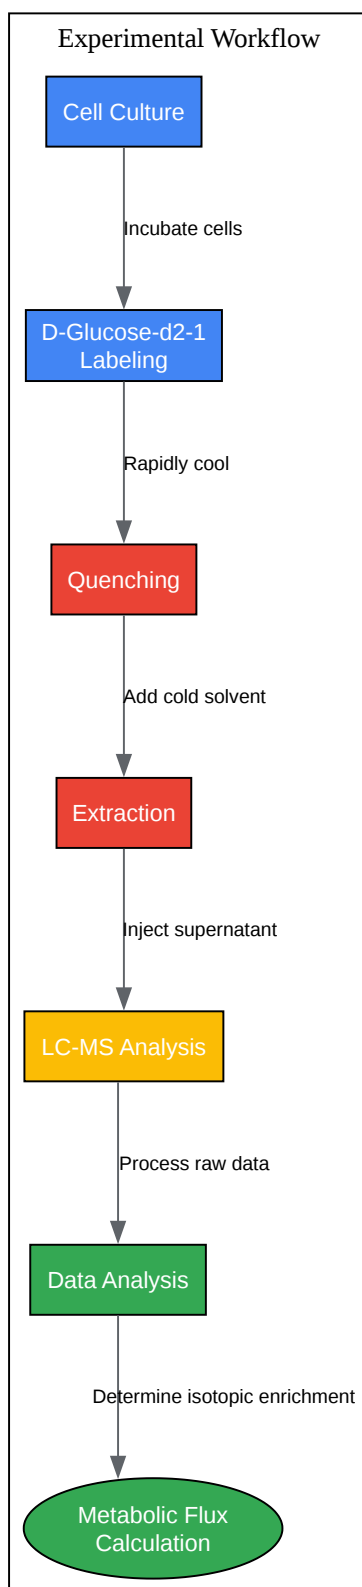 Experimental Workflow
Cell Culture
Incubate cells
D-Glucose-d2-1
Labeling
Rapidly cool
Quenching
Add cold solvent
Extraction
Inject supernatant
LC-MS Analysis
Process raw data
Data Analysis
Determine isotopic enrichment
Metabolic Flux
Calculation